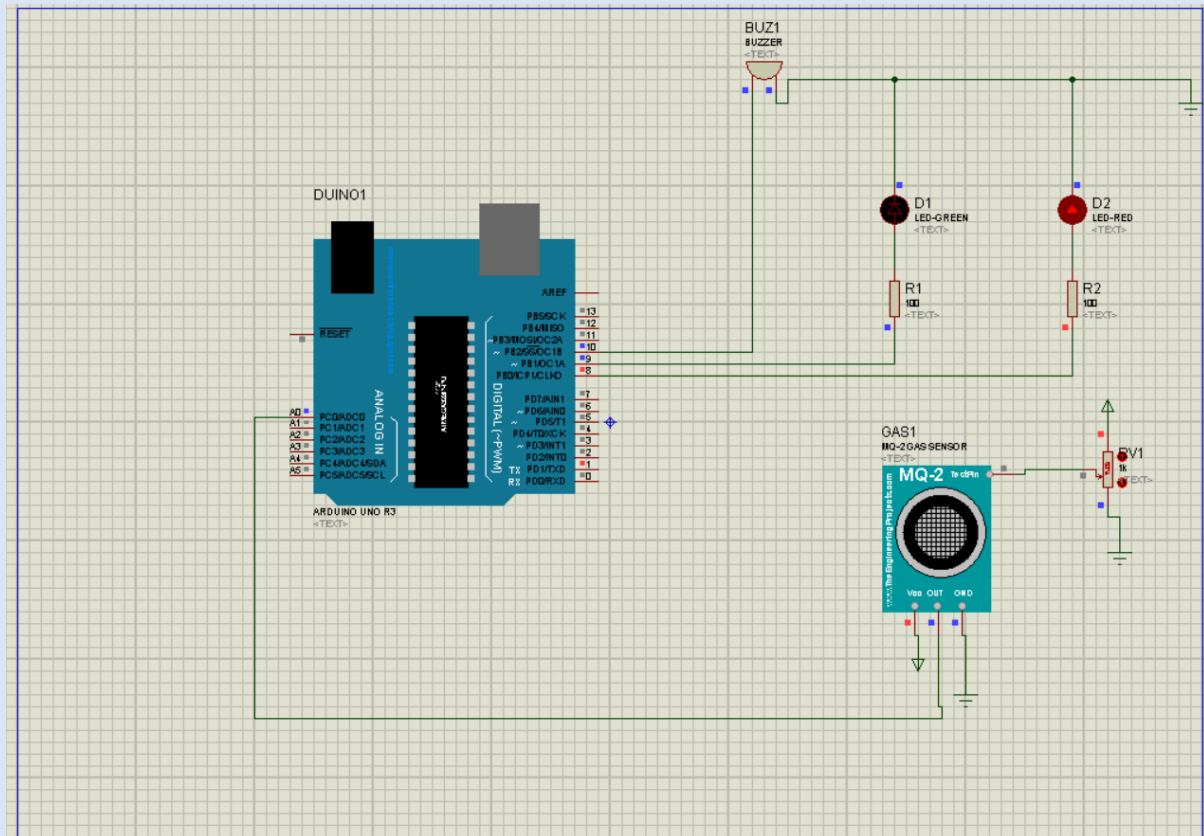 BUZ1
BUZZER
<TEXT>
DUINO1
D1
LED-GREEN
<TEXT>
D2
LED-RED
<TEXT>
R1
100
<TEXT>
R2
100
<TEXT>
AREF
RESET
PB5/SCK 13
PB4/MISO 12
~PB3/MOSI/OC2A 11
~ PB2/SS/OC1B 10
~ PB1/OC1A 9
PB0/ICP1/CLKO 8
ANALOG IN
DIGITAL (~PWM)
PD7/AIN1 7
~ PD6/AIN0 6
~ PD5/T1 5
PD4/T0/XCK 4
~ PD3/INT1 3
PD2/INT0 2
TX PD1/TXD 1
RX PD0/RXD 0
A0 PC0/ADC0
A1 PC1/ADC1
A2 PC2/ADC2
A3 PC3/ADC3
A4 PC4/ADC4/SDA
A5 PC5/ADC5/SCL
ARDUINO UNO R3
<TEXT>
GAS1
MQ-2 GAS SENSOR
<TEXT>
MQ-2 TestPin
www.TheEngineeringProjects.com
OUT GND
RV1
1k
<TEXT>